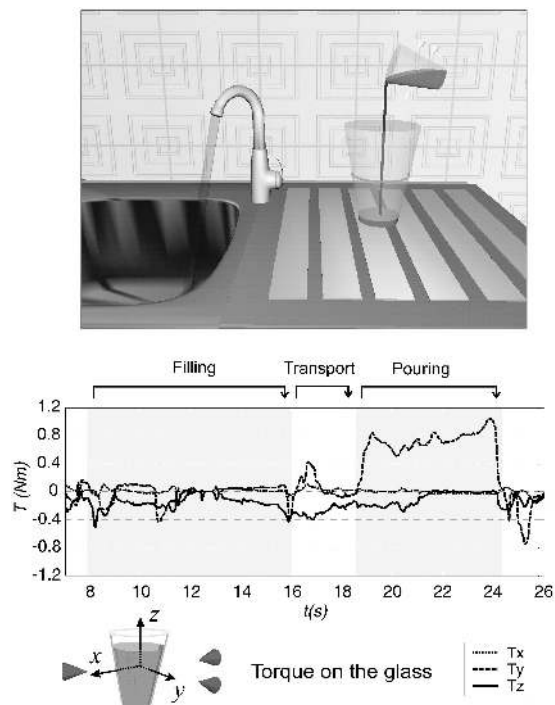 Filling Transport Pouring
1.2
0.8
0.4
0
-0.4
-0.8
-1.2
T (Nm)
8 10 12 14 16 18 20 22 24 26
t(s)
z
x
y
Torque on the glass
Tx
Ty
Tz